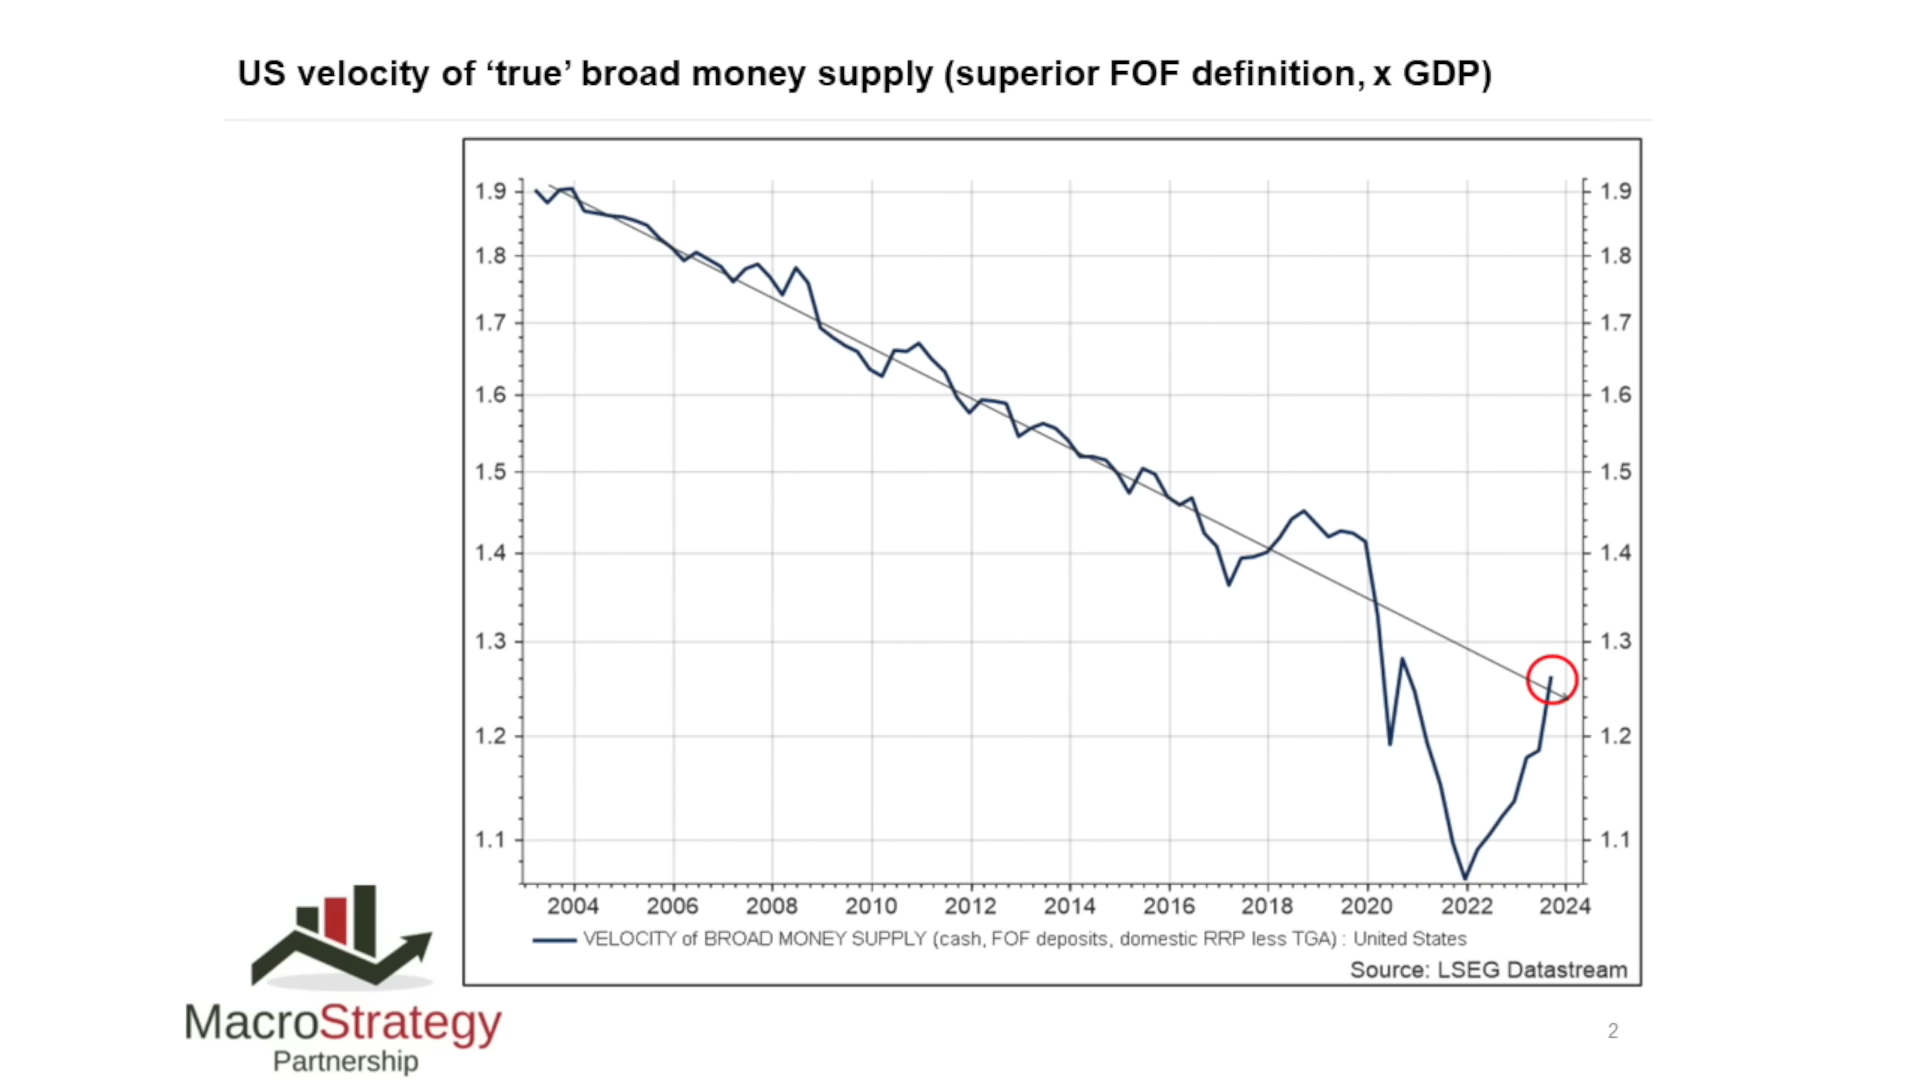 US velocity of ‘true’ broad money supply (superior FOF definition, x GDP)
1.9 1.9
1.8 1.8
1.7 1.7
1.6 1.6
1.5 1.5
1.4 1.4
1.3 1.3
1.2 1.2
1.1 1.1
2004 2006 2008 2010 2012 2014 2016 2018 2020 2022 2024
VELOCITY of BROAD MONEY SUPPLY (cash, FOF deposits, domestic RRP less TGA) : United States
Source: LSEG Datastream
MacroStrategy
Partnership
2